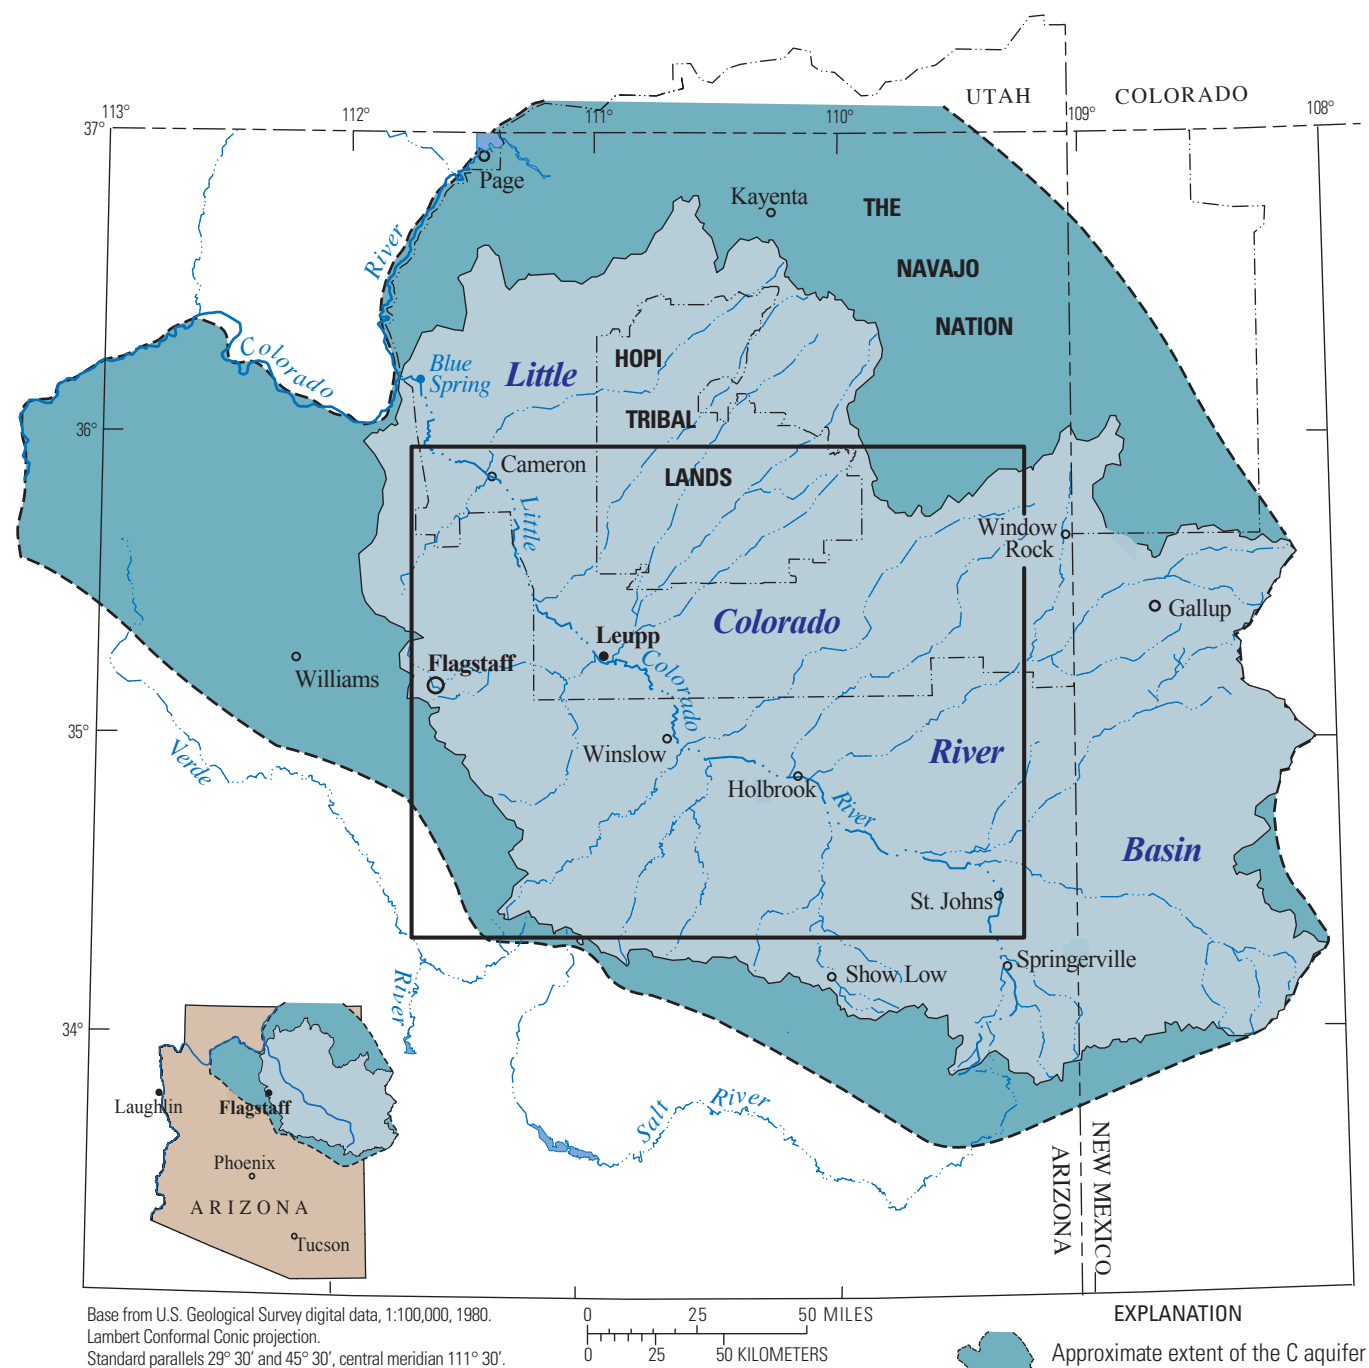 UTAH
COLORADO
113°
112°
111°
110°
109°
108°
37°
Page
Kayenta
THE
NAVAJO
NATION
River
Colorado
Blue
Spring
Little
HOPI
TRIBAL
LANDS
36°
Cameron
Little
Window
Rock
Gallup
Colorado
Leupp
Flagstaff
Colorado
Williams
35°
Verde
Winslow
River
Holbrook
River
Basin
St. Johns
Springerville
Show Low
River
34°
Laughlin
Flagstaff
Phoenix
ARIZONA
Tucson
Salt
River
ARIZONA
NEW MEXICO
Base from U.S. Geological Survey digital data, 1:100,000, 1980.
Lambert Conformal Conic projection.
Standard parallels 29° 30' and 45° 30', central meridian 111° 30'.
0 25 50 MILES
0 25 50 KILOMETERS
EXPLANATION
Approximate extent of the C aquifer